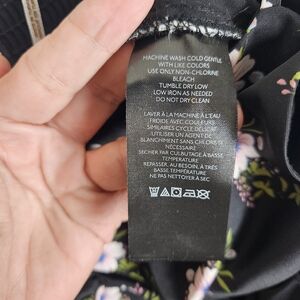 MACHINE WASH COLD GENTLE
WITH LIKE COLORS
USE ONLY NON-CHLORINE
BLEACH
TUMBLE DRY LOW
LOW IRON AS NEEDED
DO NOT DRY CLEAN
LAVER À LA MACHINE À L'EAU
FROIDE AVEC COULEURS
SIMILAIRES CYCLE DÉLICAT
UTILISER UN AGENT DE
BLANCHIMENT SANS CHLORE SI
NÉCESSAIRE
SÉCHER PAR CULBUTAGE À BASSE
TEMPÉRATURE
REPASSER, AU BESOIN, À TRÈS
BASSE TEMPÉRATURE
NE PAS NETTOYER À SEC